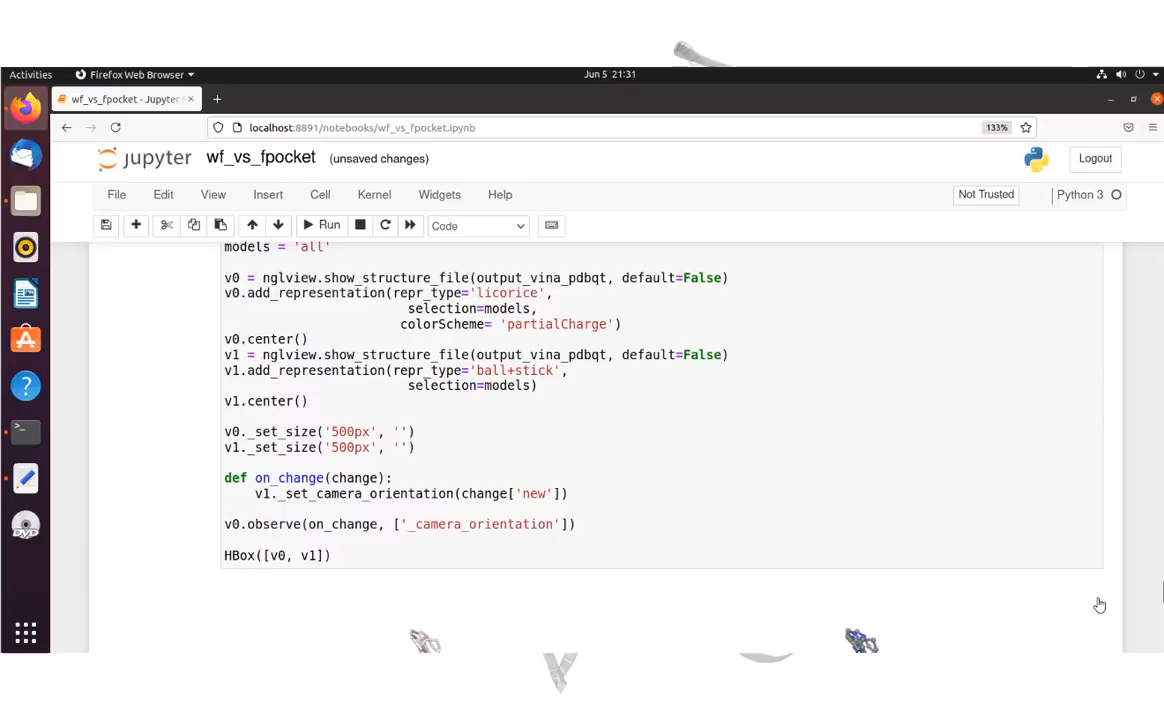 Activities
Firefox Web Browser
Jun 5 21:31
wf_vs_fpocket - Jupyter
localhost:8891/notebooks/wf_vs_fpocket.ipynb
133%
jupyter
wf_vs_fpocket
(unsaved changes)
Logout
File
Edit
View
Insert
Cell
Kernel
Widgets
Help
Not Trusted
Python 3
Run
Code
models = 'all'
v0 = nglview.show_structure_file(output_vina_pdbqt, default=False)
v0.add_representation(repr_type='licorice',
selection=models,
colorScheme= 'partialCharge')
v0.center()
v1 = nglview.show_structure_file(output_vina_pdbqt, default=False)
v1.add_representation(repr_type='ball+stick',
selection=models)
v1.center()
v0._set_size('500px', '')
v1._set_size('500px', '')
def on_change(change):
v1._set_camera_orientation(change['new'])
v0.observe(on_change, ['_camera_orientation'])
HBox([v0, v1])